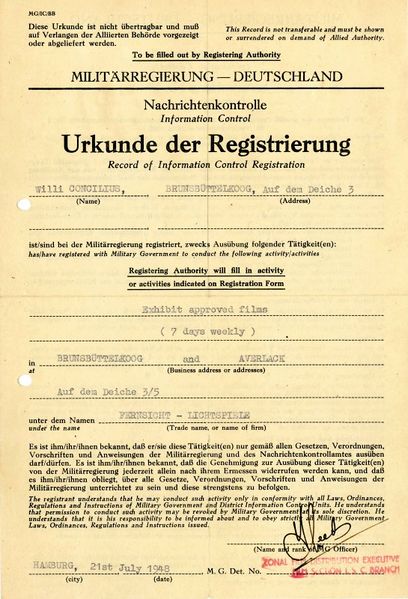 MG/IC/BB
Diese Urkunde ist nicht übertragbar und muß
auf Verlangen der Alliierten Behörde vorgezeigt
oder abgeliefert werden.
This Record is not transferable and must be shown
or surrendered on demand of Allied Authority.
To be filled out by Registering Authority
MILITÄRREGIERUNG — DEUTSCHLAND
Nachrichtenkontrolle
Information Control
Urkunde der Registrierung
Record of Information Control Registration
Willi CONCILIUS, BRUNSBÜTTELKOOG, Auf dem Deiche 3
(Name) (Address)
(Name) (Address)
ist/sind bei der Militärregierung registriert, zwecks Ausübung folgender Tätigkeit(en):
has/have registered with Military Government to conduct the following activity/activities
Registering Authority will fill in activity
or activities indicated on Registration Form
Exhibit approved films
( 7 days weekly )
in BRUNSBÜTTELKOOG and AVERLACK
at (Business address or addresses)
Auf dem Deiche 3/5
unter dem Namen FERNSICHT - LICHTSPIELE
under the name (Trade name, or name of firm)
Es ist ihm/ihr/ihnen bekannt, daß er/sie diese Tätigkeit(en) nur gemäß allen Gesetzen, Verordnungen,
Vorschriften und Anweisungen der Militärregierung und des Nachrichtenkontrollamtes ausüben
darf/dürfen. Es ist ihm/ihr/ihnen bekannt, daß die Genehmigung zur Ausübung dieser Tätigkeit(en)
von der Militärregierung jederzeit allein nach ihrem Ermessen widerrufen werden kann, und daß
es ihm/ihr/ihnen obliegt, über alle Gesetze, Verordnungen, Vorschriften und Anweisungen der
Militärregierung unterrichtet zu sein und diese strengstens zu befolgen.
The registrant understands that he may conduct such activity only in conformity with all Laws, Ordinances,
Regulations and Instructions of Military Government and District Information Control Units. He understands
that permission to conduct such activity may be revoked by Military Government in its sole discretion. He
understands that it is his responsibility to be informed about and to obey strictly all Military Government
Laws, Ordinances, Regulations and Instructions issued.
(Name and rank of MG Officer)
ZONAL FILM DISTRIBUTION EXECUTIVE
FILM SECTION I. S. C. BRANCH
HAMBURG, 21st July 1948 M. G. Det. No.
(city) (date)